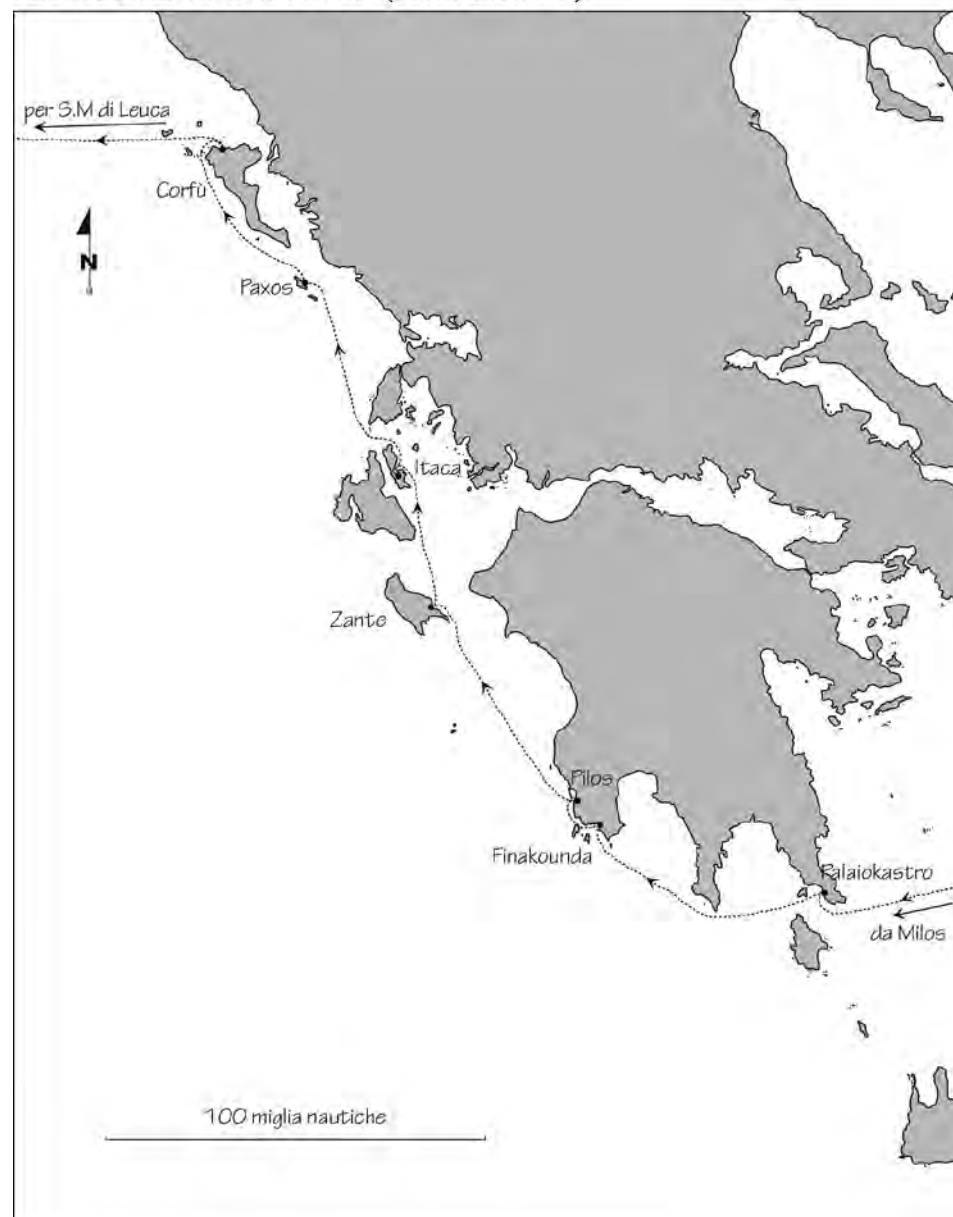 per S.M di Leuca
Corfù
N
Paxos
Itaca
Zante
Pilos
Finakounda
Palaiokastro
da Milos
100 miglia nautiche